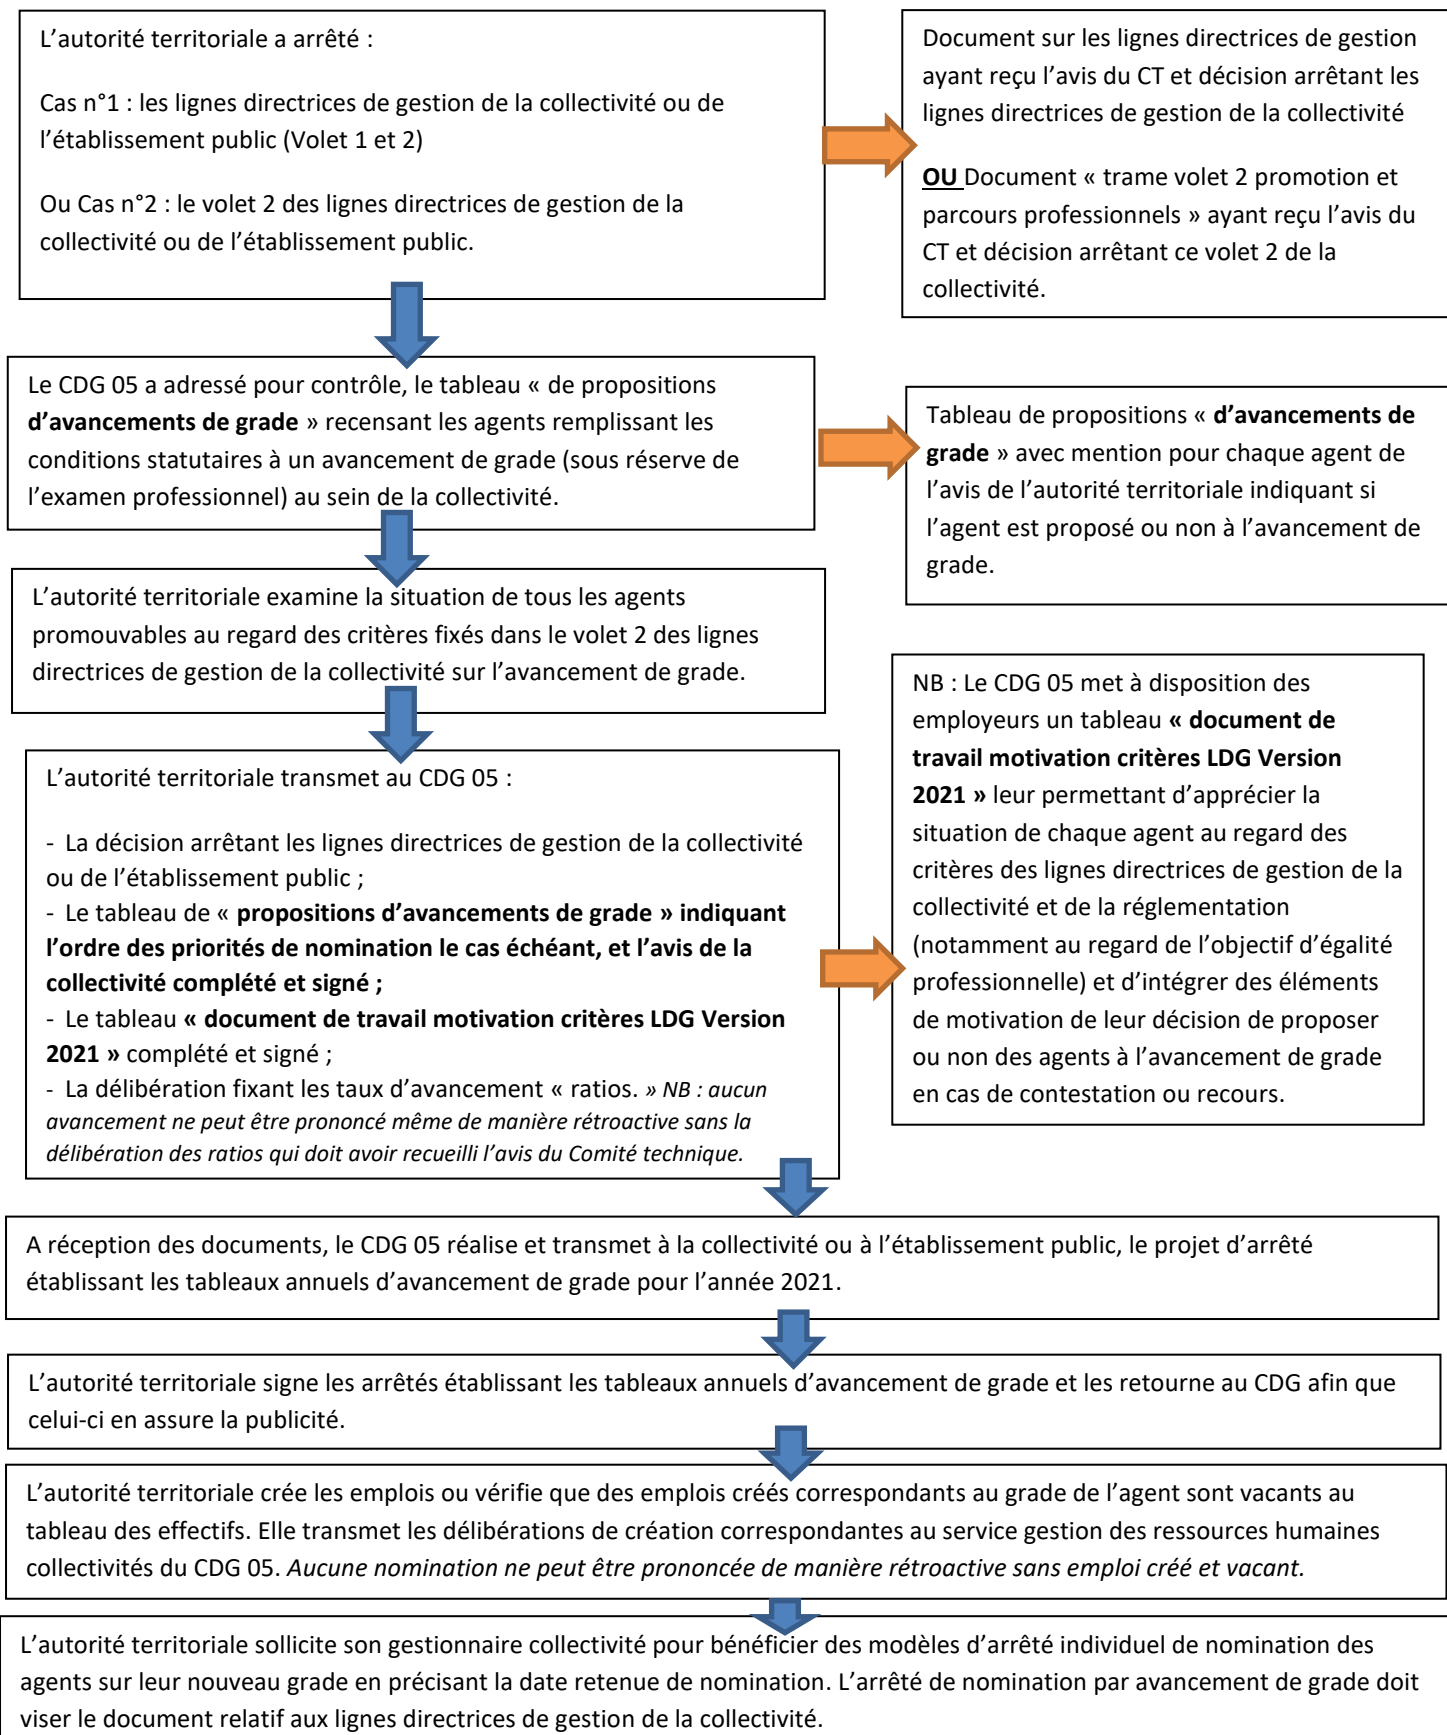 L’autorité territoriale a arrêté :
Cas n°1 : les lignes directrices de gestion de la collectivité ou de
l’établissement public (Volet 1 et 2)
Ou Cas n°2 : le volet 2 des lignes directrices de gestion de la
collectivité ou de l’établissement public.
Document sur les lignes directrices de gestion
ayant reçu l’avis du CT et décision arrêtant les
lignes directrices de gestion de la collectivité
OU Document « trame volet 2 promotion et
parcours professionnels » ayant reçu l’avis du
CT et décision arrêtant ce volet 2 de la
collectivité.
Le CDG 05 a adressé pour contrôle, le tableau « de propositions
d’avancements de grade » recensant les agents remplissant les
conditions statutaires à un avancement de grade (sous réserve de
l’examen professionnel) au sein de la collectivité.
Tableau de propositions « d’avancements de
grade » avec mention pour chaque agent de
l’avis de l’autorité territoriale indiquant si
l’agent est proposé ou non à l’avancement de
grade.
L’autorité territoriale examine la situation de tous les agents
promouvables au regard des critères fixés dans le volet 2 des lignes
directrices de gestion de la collectivité sur l’avancement de grade.
L’autorité territoriale transmet au CDG 05 :
- La décision arrêtant les lignes directrices de gestion de la collectivité
ou de l’établissement public ;
- Le tableau de « propositions d’avancements de grade » indiquant
l’ordre des priorités de nomination le cas échéant, et l’avis de la
collectivité complété et signé ;
- Le tableau « document de travail motivation critères LDG Version
2021 » complété et signé ;
- La délibération fixant les taux d’avancement « ratios. » NB : aucun
avancement ne peut être prononcé même de manière rétroactive sans la
délibération des ratios qui doit avoir recueilli l’avis du Comité technique.
NB : Le CDG 05 met à disposition des
employeurs un tableau « document de
travail motivation critères LDG Version
2021 » leur permettant d’apprécier la
situation de chaque agent au regard des
critères des lignes directrices de gestion de la
collectivité et de la réglementation
(notamment au regard de l’objectif d’égalité
professionnelle) et d’intégrer des éléments
de motivation de leur décision de proposer
ou non des agents à l’avancement de grade
en cas de contestation ou recours.
A réception des documents, le CDG 05 réalise et transmet à la collectivité ou à l’établissement public, le projet d’arrêté
établissant les tableaux annuels d’avancement de grade pour l’année 2021.
L’autorité territoriale signe les arrêtés établissant les tableaux annuels d’avancement de grade et les retourne au CDG afin que
celui-ci en assure la publicité.
L’autorité territoriale crée les emplois ou vérifie que des emplois créés correspondants au grade de l’agent sont vacants au
tableau des effectifs. Elle transmet les délibérations de création correspondantes au service gestion des ressources humaines
collectivités du CDG 05. Aucune nomination ne peut être prononcée de manière rétroactive sans emploi créé et vacant.
L’autorité territoriale sollicite son gestionnaire collectivité pour bénéficier des modèles d’arrêté individuel de nomination des
agents sur leur nouveau grade en précisant la date retenue de nomination. L’arrêté de nomination par avancement de grade doit
viser le document relatif aux lignes directrices de gestion de la collectivité.